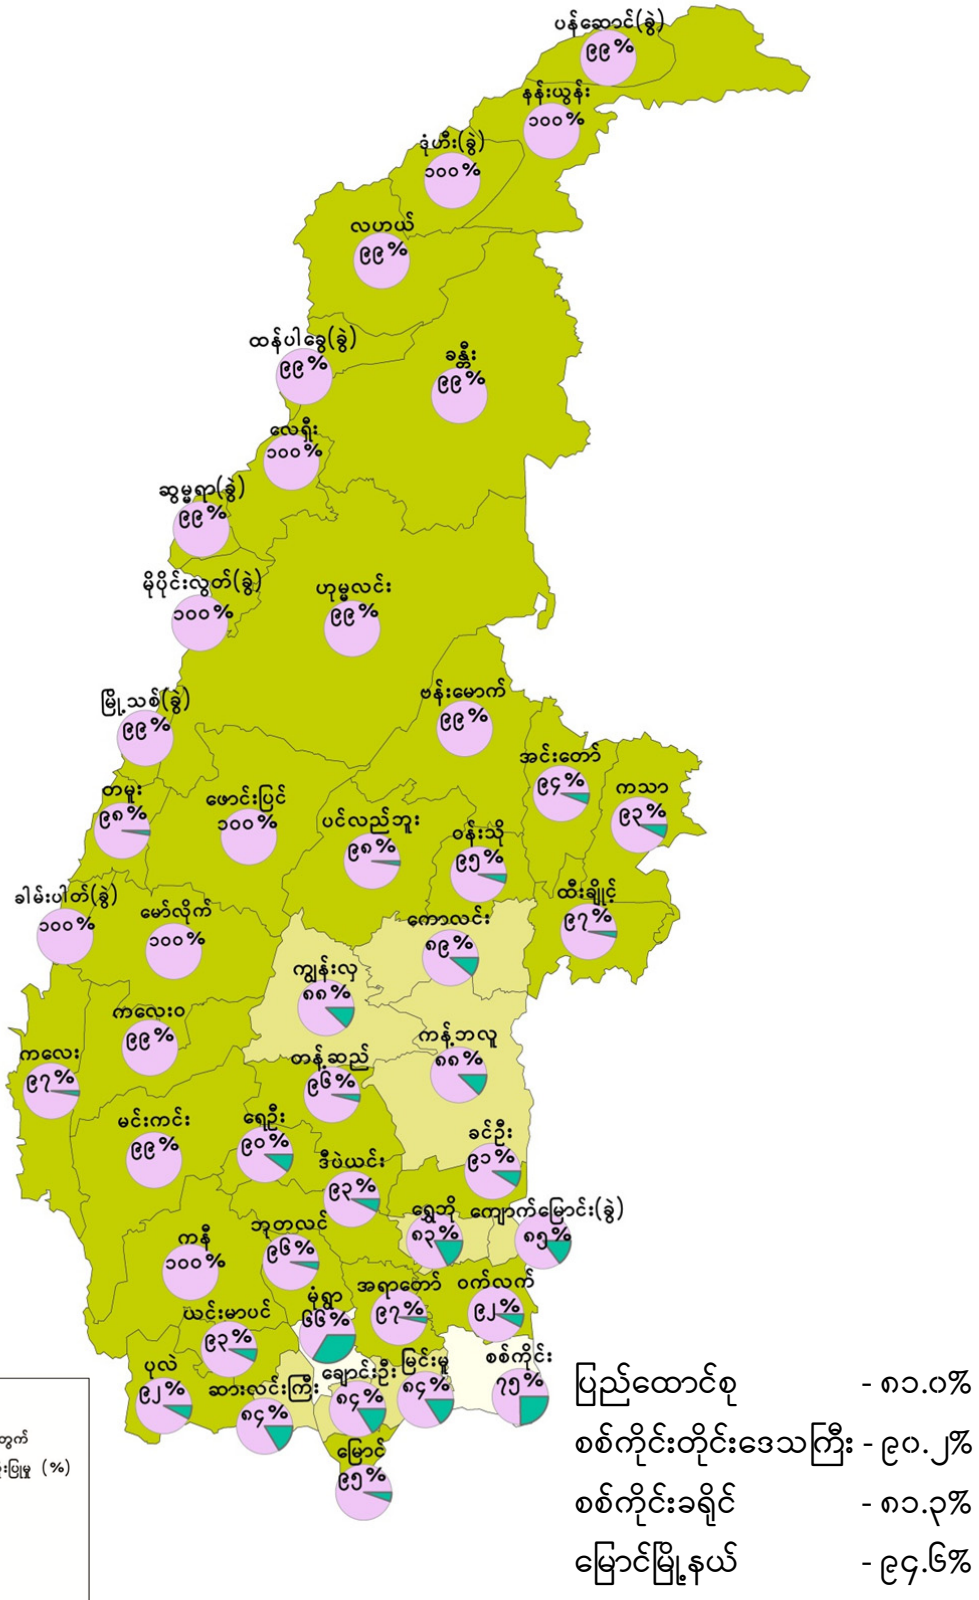 ပန်ဆောင်(ခွဲ)
၉၉%
နန်းယွန်း
၁၀၀%
ဒုံဟီး(ခွဲ)
၁၀၀%
လဟယ်
၉၉%
ထန်ပါခွေ(ခွဲ)
၉၉%
ခန္တီး
၉၉%
လေရှီး
၁၀၀%
ဆွမ္မရာ(ခွဲ)
၉၉%
မိုပိုင်းလွတ်(ခွဲ)
၁၀၀%
ဟုမ္မလင်း
၉၉%
မြို့သစ်(ခွဲ)
၉၉%
ဗန်းမောက်
၉၉%
အင်းတော်
၉၄%
ကသာ
၉၃%
တမူး
၉၈%
ဖောင်းပြင်
၁၀၀%
ပင်လည်ဘူး
၉၈%
ဝန်းသို
၉၅%
ထီးချိုင့်
၉၇%
ခါမ်းပါတ်(ခွဲ)
၁၀၀%
မော်လိုက်
၁၀၀%
ကောလင်း
၈၉%
ကျွန်းလှ
၈၈%
ကလေးဝ
၉၉%
ကလေး
၉၇%
တန့်ဆည်
၉၆%
ကန့်ဘလူ
၈၈%
မင်းကင်း
၉၉%
ရေဦး
၉၀%
ဒီပဲယင်း
၉၃%
ခင်ဦး
၉၁%
ရွှေဘို
၈၃%
ကျောက်မြောင်း(ခွဲ)
၈၅%
ကနီ
၁၀၀%
ဘုတလင်
၉၆%
အရာတော်
၉၇%
ဝက်လက်
၉၂%
ယင်းမာပင်
၉၃%
မုံရွာ
၆၆%
ပုလဲ
၉၂%
ဆားလင်းကြီး
၈၄%
ချောင်းဦး
၈၄%
မြင်းမူ
၈၄%
စစ်ကိုင်း
၇၅%
မြောင်
၉၅%
(%)
ပြည်ထောင်စု - ၈၁.၀%
စစ်ကိုင်းတိုင်းဒေသကြီး - ၉၀.၂%
စစ်ကိုင်းခရိုင် - ၈၁.၃%
မြောင်မြို့နယ် - ၉၄.၆%